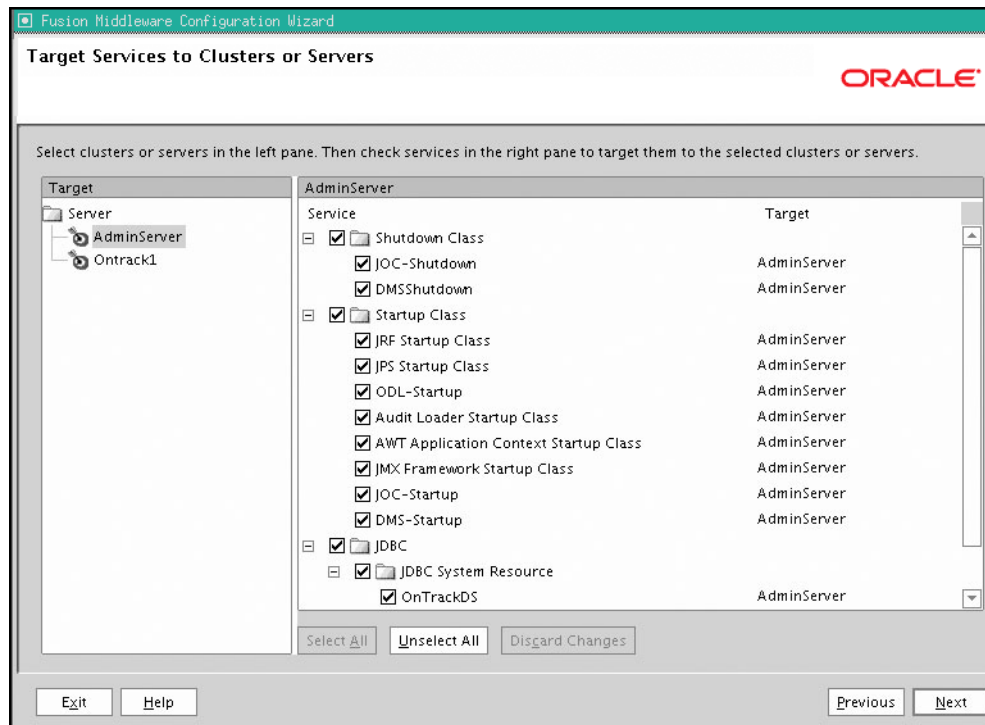 Fusion Middleware Configuration Wizard
Target Services to Clusters or Servers
ORACLE
Select clusters or servers in the left pane. Then check services in the right pane to target them to the selected clusters or servers.
Target
Server
AdminServer
Ontrack1
AdminServer
Service Target
Shutdown Class
JOC-Shutdown AdminServer
DMSShutdown AdminServer
Startup Class
JRF Startup Class AdminServer
JPS Startup Class AdminServer
ODL-Startup AdminServer
Audit Loader Startup Class AdminServer
AWT Application Context Startup Class AdminServer
JMX Framework Startup Class AdminServer
JOC-Startup AdminServer
DMS-Startup AdminServer
JDBC
JDBC System Resource
OnTrackDS AdminServer
Select All Unselect All Discard Changes
Exit Help Previous Next